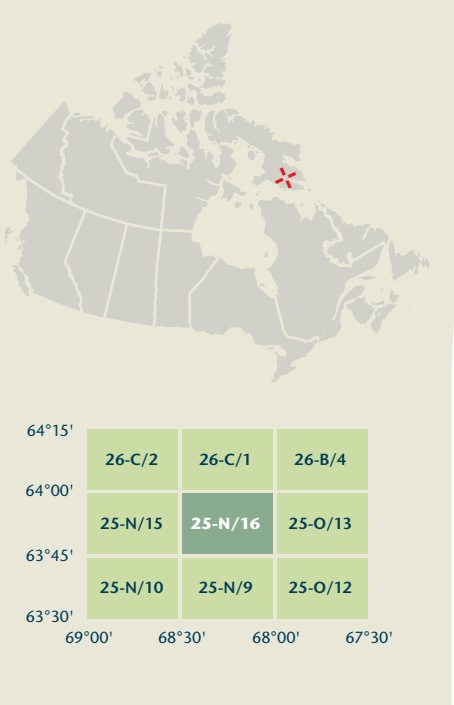 64°15'
26-C/2 26-C/1 26-B/4
64°00'
25-N/15 25-N/16 25-O/13
63°45'
25-N/10 25-N/9 25-O/12
63°30'
69°00' 68°30' 68°00' 67°30'